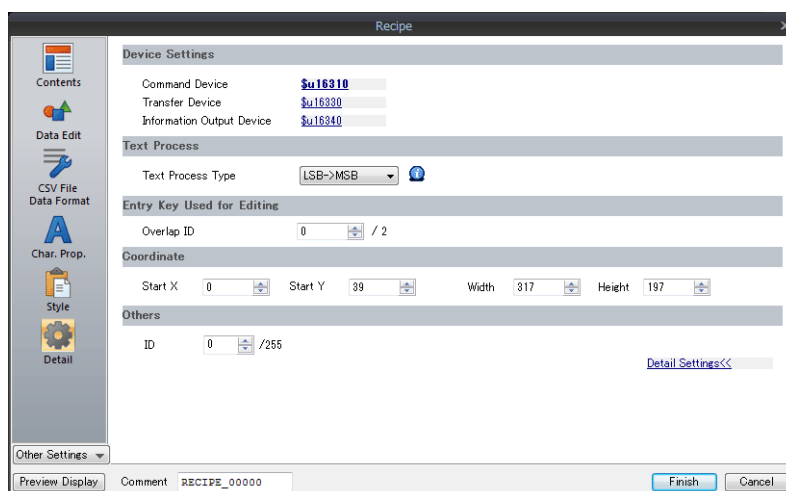 Recipe
Contents
Data Edit
CSV File
Data Format
Char. Prop.
Style
Detail
Other Settings
Preview Display
Device Settings
Command Device $u16310
Transfer Device $u16330
Information Output Device $u16340
Text Process
Text Process Type LSB->MSB
Entry Key Used for Editing
Overlap ID 0 / 2
Coordinate
Start X 0 Start Y 39 Width 317 Height 197
Others
ID 0 /255
Detail Settings<<
Comment RECIPE_00000 Finish Cancel